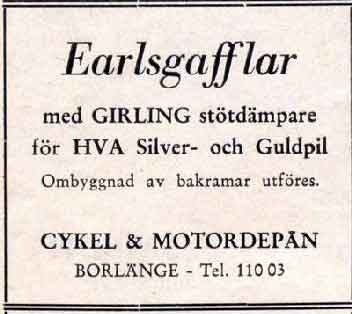 Earlsgafflar
med GIRLING stötdämpare
för HVA Silver- och Guldpil
Ombyggnad av bakramar utföres.
CYKEL & MOTORDEPÅN
BORLÄNGE - Tel. 110 03